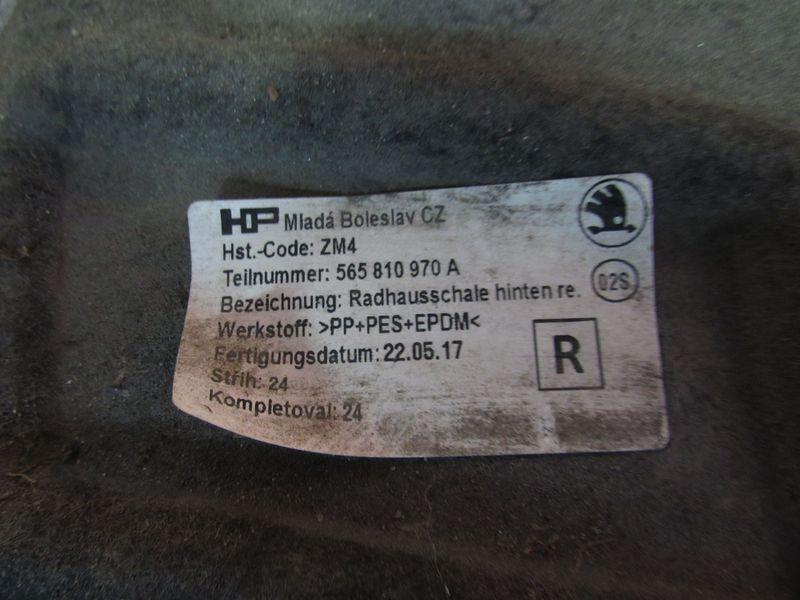 HP Mladá Boleslav CZ
Hst.-Code: ZM4
Teilnummer: 565 810 970 A
Bezeichnung: Radhausschale hinten re.
02S
Werkstoff: >PP+PES+EPDM<
Fertigungsdatum: 22.05.17
R
Střih: 24
Kompletoval: 24